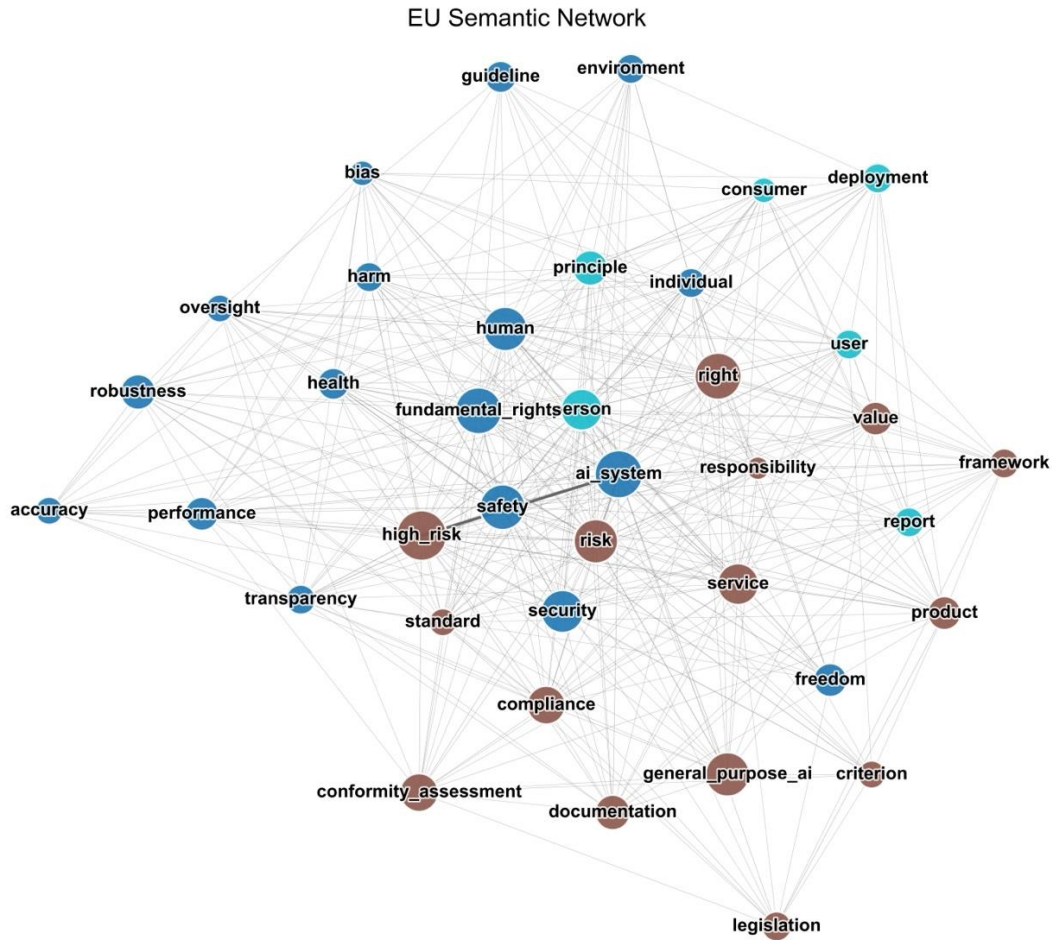 EU Semantic Network
guideline
environment
bias
consumer
deployment
principle
harm
individual
oversight
human
user
robustness
health
right
fundamental_rights
erson
value
ai_system
responsibility
framework
accuracy
performance
safety
report
high_risk
risk
service
transparency
standard
security
product
freedom
compliance
general_purpose_ai
criterion
conformity_assessment
documentation
legislation